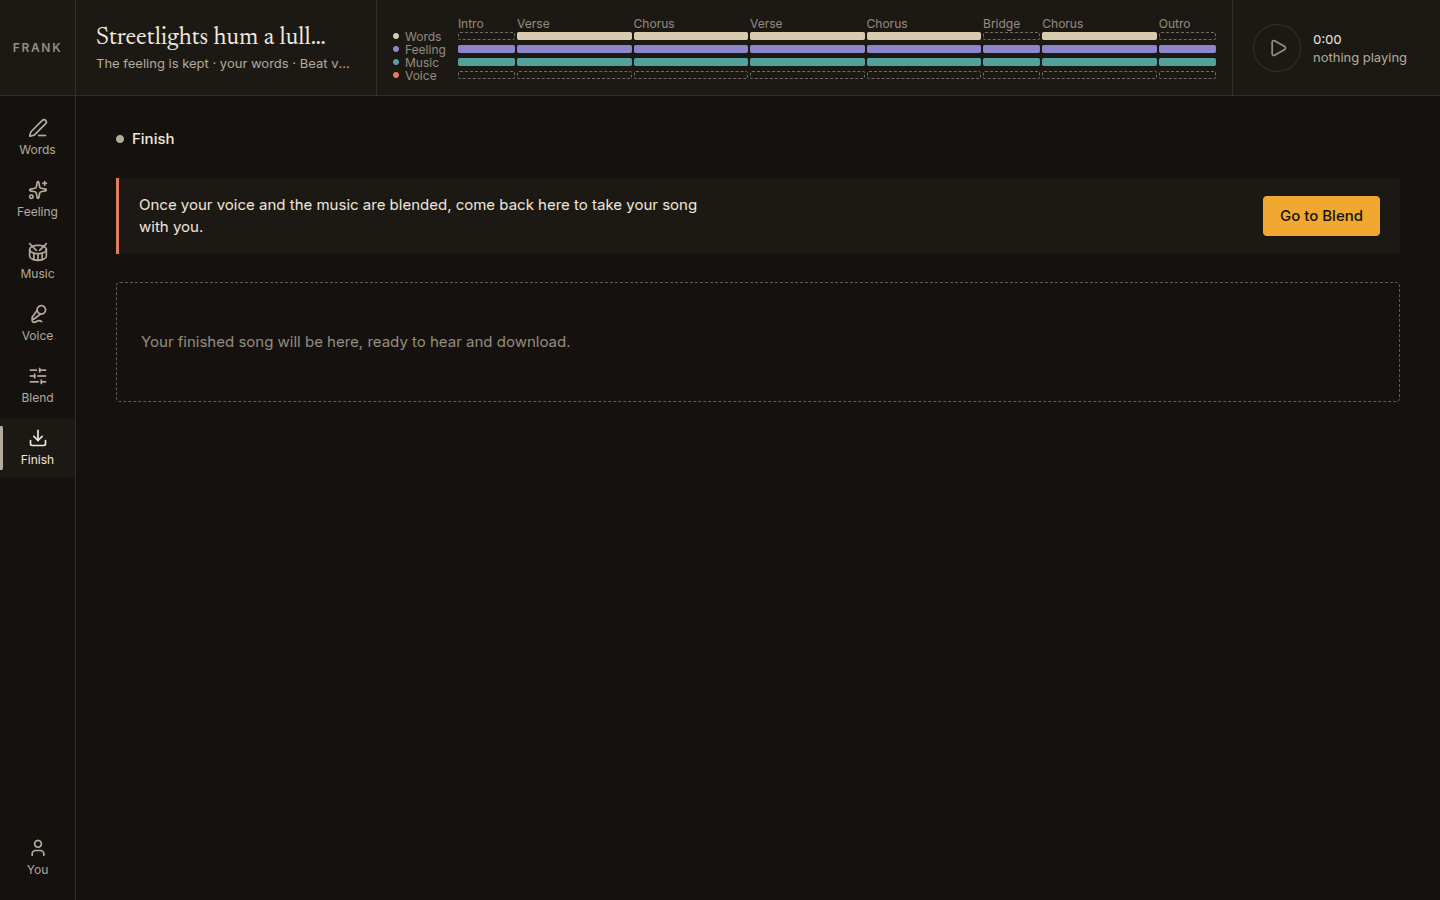 FRANK
Streetlights hum a lull...
The feeling is kept · your words · Beat v...
Intro Verse Chorus Verse Chorus Bridge Chorus Outro
Words
Feeling
Music
Voice
0:00
nothing playing
Words
Feeling
Music
Voice
Blend
Finish
You
Finish
Once your voice and the music are blended, come back here to take your song
with you.
Go to Blend
Your finished song will be here, ready to hear and download.